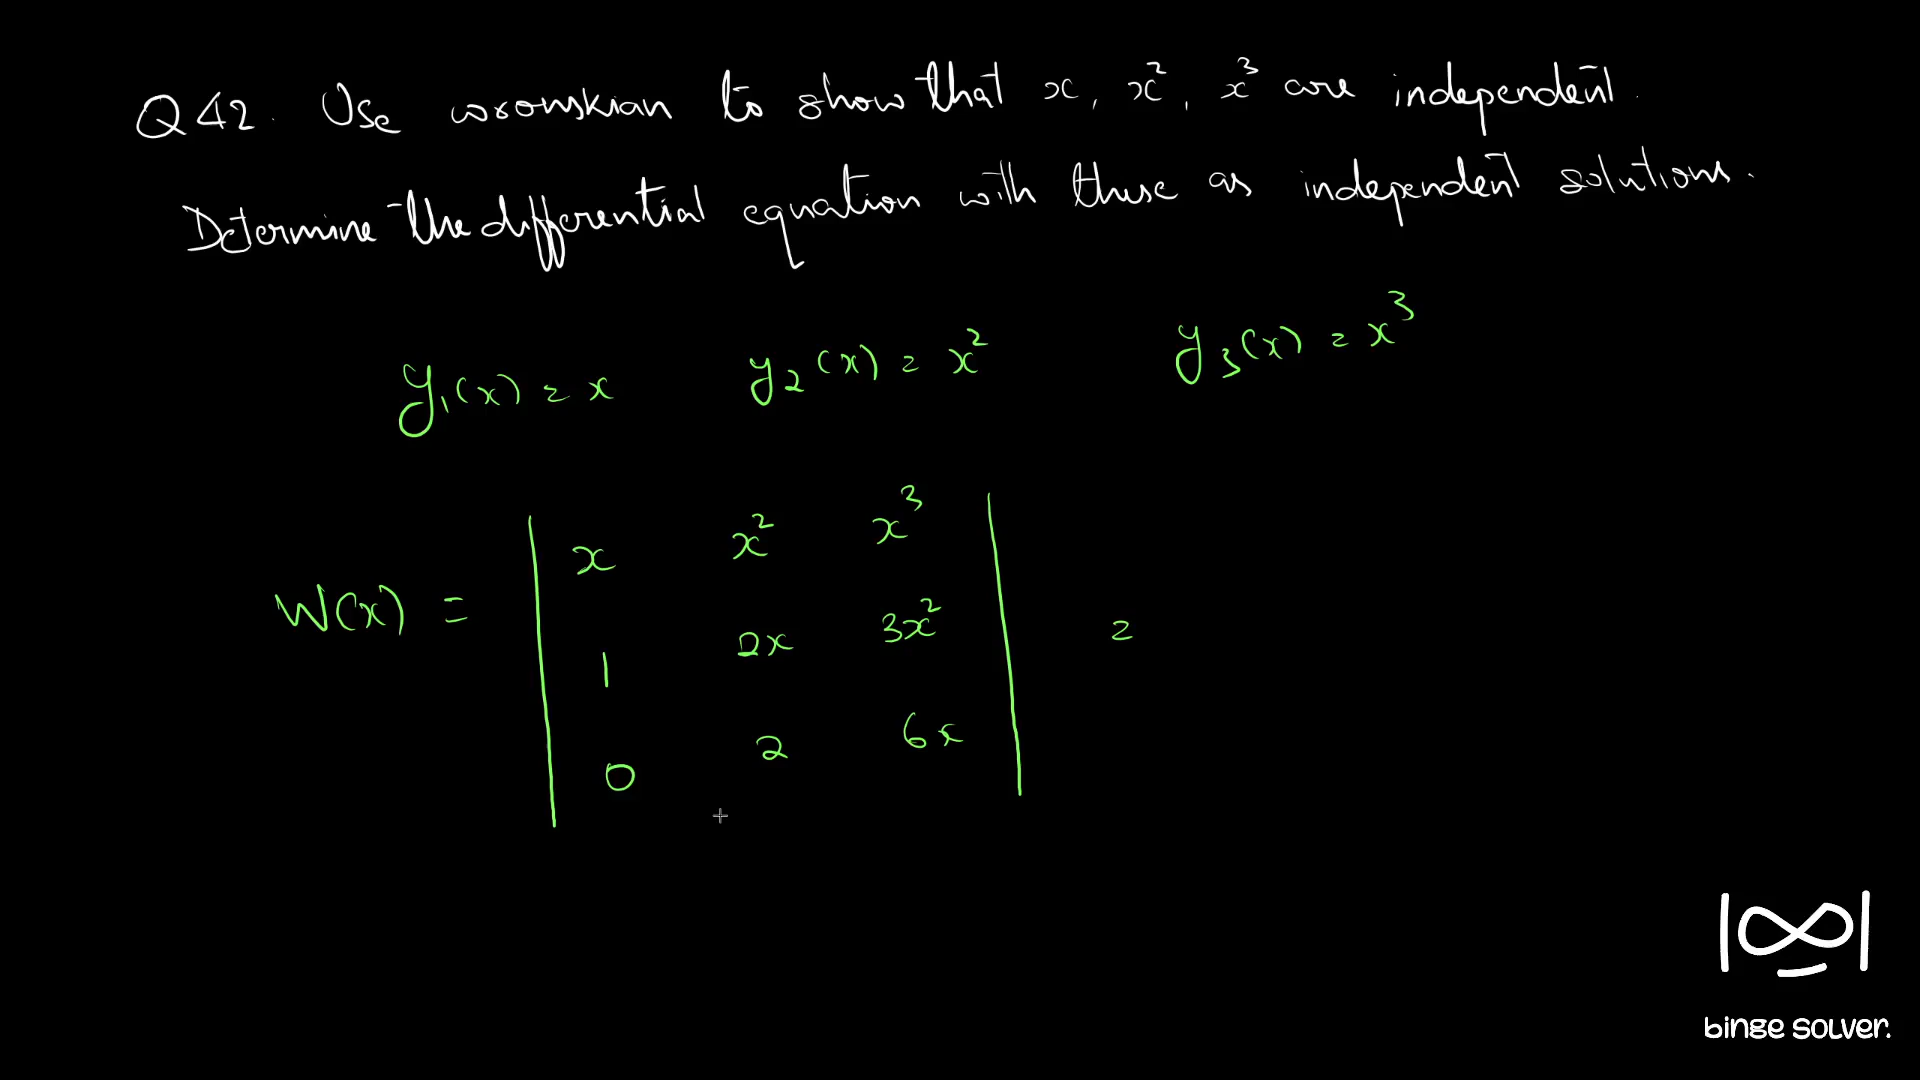 Q 42. Use wronskian to show that x, x², x³ are independent.
Determine the differential equation with these as independent solutions.
y₁(x) = x y₂(x) = x² y₃(x) = x³
W(x) = | x x² x³ | =
1 2x 3x²
0 2 6x
binge solver.